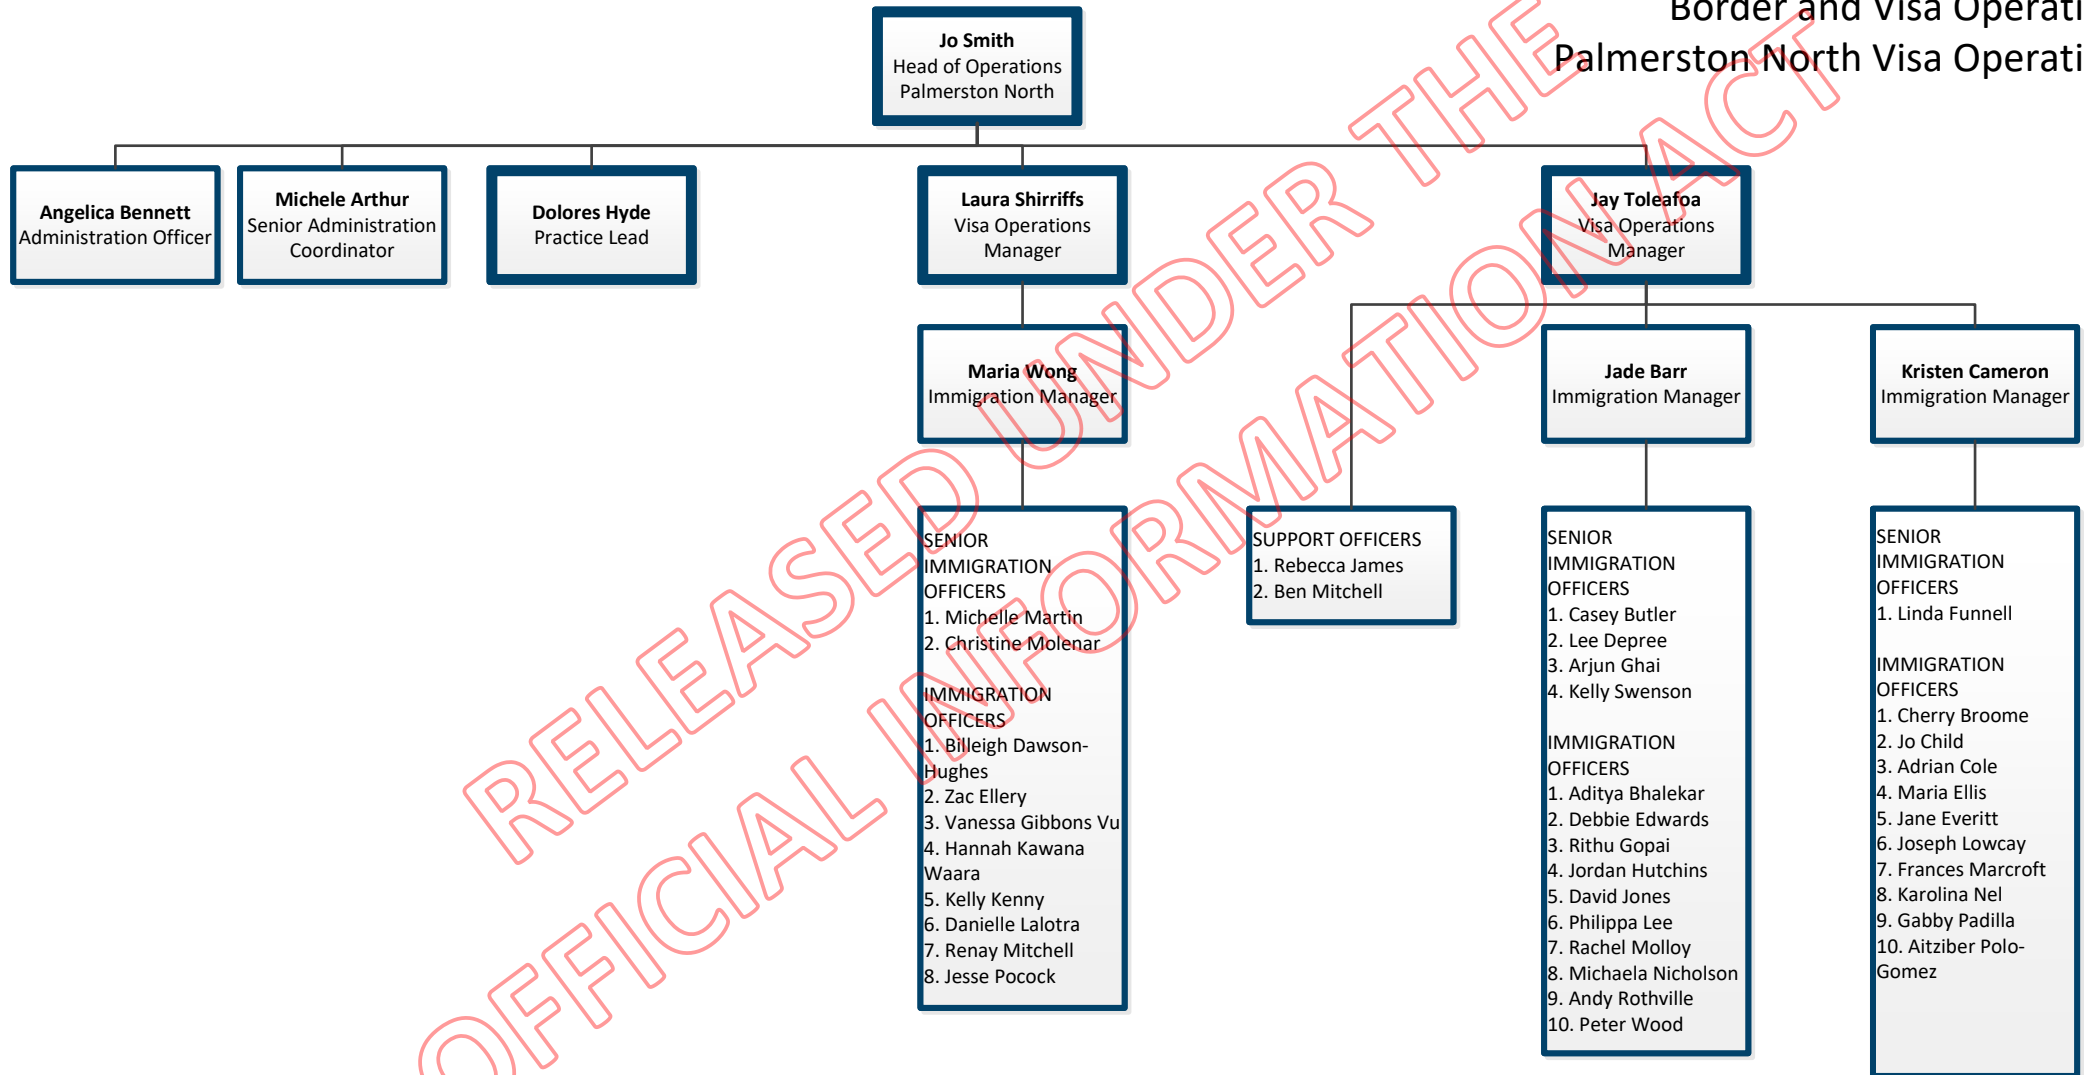 Border and Visa Operati
Palmerston North Visa Operati
Jo Smith
Head of Operations
Palmerston North
Angelica Bennett
Administration Officer
Michele Arthur
Senior Administration
Coordinator
Dolores Hyde
Practice Lead
Laura Shirriffs
Visa Operations
Manager
Jay Toleafoa
Visa Operations
Manager
Maria Wong
Immigration Manager
Jade Barr
Immigration Manager
Kristen Cameron
Immigration Manager
SENIOR
IMMIGRATION
OFFICERS
1. Michelle Martin
2. Christine Molenar
IMMIGRATION
OFFICERS
1. Billeigh Dawson-
Hughes
2. Zac Ellery
3. Vanessa Gibbons Vu
4. Hannah Kawana
Waara
5. Kelly Kenny
6. Danielle Lalotra
7. Renay Mitchell
8. Jesse Pocock
SUPPORT OFFICERS
1. Rebecca James
2. Ben Mitchell
SENIOR
IMMIGRATION
OFFICERS
1. Casey Butler
2. Lee Depree
3. Arjun Ghai
4. Kelly Swenson
IMMIGRATION
OFFICERS
1. Aditya Bhalekar
2. Debbie Edwards
3. Rithu Gopai
4. Jordan Hutchins
5. David Jones
6. Philippa Lee
7. Rachel Molloy
8. Michaela Nicholson
9. Andy Rothville
10. Peter Wood
SENIOR
IMMIGRATION
OFFICERS
1. Linda Funnell
IMMIGRATION
OFFICERS
1. Cherry Broome
2. Jo Child
3. Adrian Cole
4. Maria Ellis
5. Jane Everitt
6. Joseph Lowcay
7. Frances Marcroft
8. Karolina Nel
9. Gabby Padilla
10. Aitziber Polo-
Gomez
RELEASED UNDER THE
OFFICIAL INFORMATION ACT